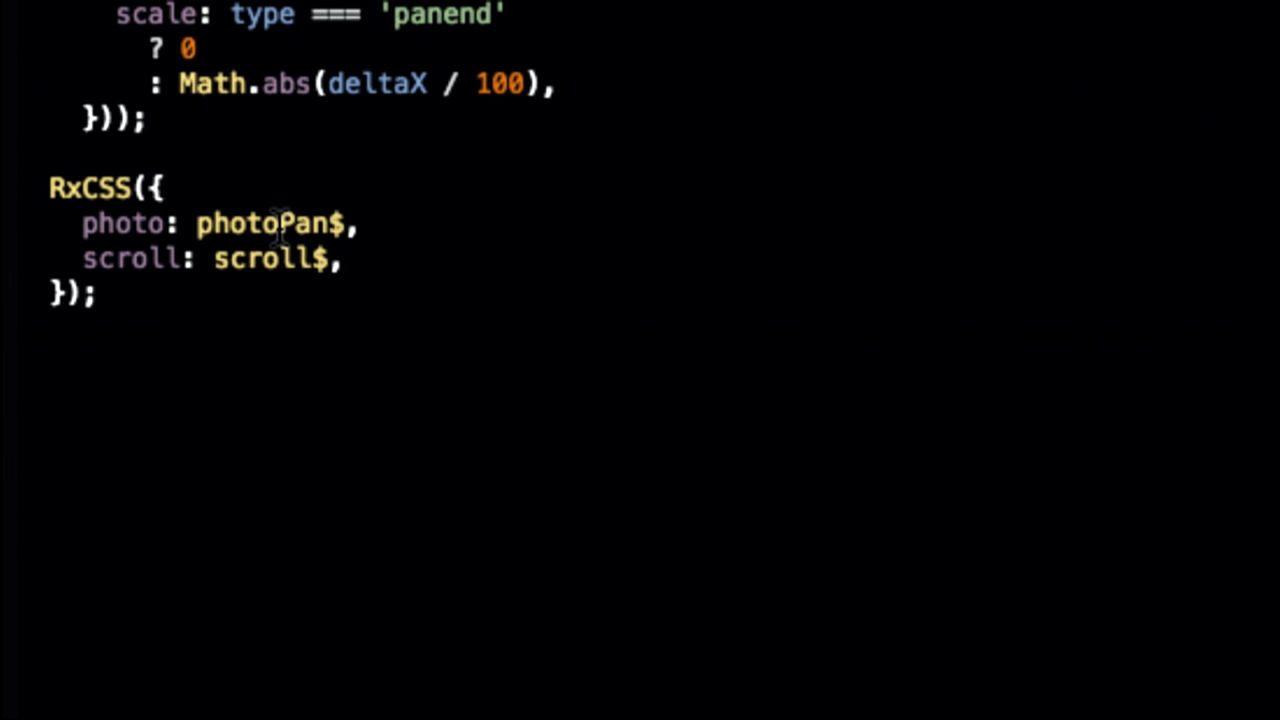 scale: type === 'panend'
? 0
: Math.abs(deltaX / 100),
}));
RxCSS({
photo: photoPan$,
scroll: scroll$,
});